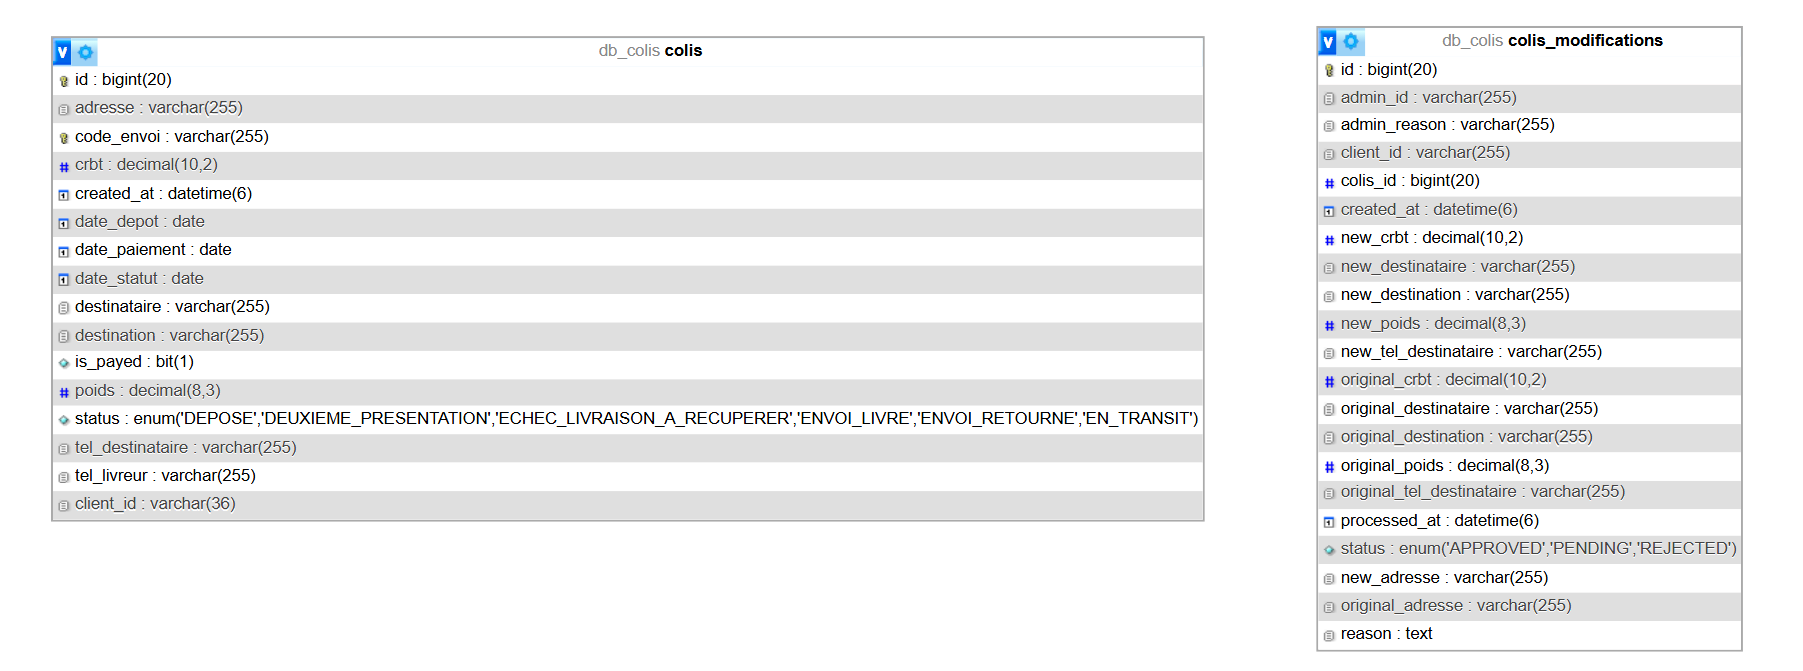 V db_colis colis
id : bigint(20)
adresse : varchar(255)
code_envoi : varchar(255)
# crbt : decimal(10,2)
created_at : datetime(6)
date_depot : date
date_paiement : date
date_statut : date
destinataire : varchar(255)
destination : varchar(255)
is_payed : bit(1)
# poids : decimal(8,3)
status : enum('DEPOSE','DEUXIEME_PRESENTATION','ECHEC_LIVRAISON_A_RECUPERER','ENVOI_LIVRE','ENVOI_RETOURNE','EN_TRANSIT')
tel_destinataire : varchar(255)
tel_livreur : varchar(255)
client_id : varchar(36)
V db_colis colis_modifications
id : bigint(20)
admin_id : varchar(255)
admin_reason : varchar(255)
client_id : varchar(255)
# colis_id : bigint(20)
created_at : datetime(6)
# new_crbt : decimal(10,2)
new_destinataire : varchar(255)
new_destination : varchar(255)
# new_poids : decimal(8,3)
new_tel_destinataire : varchar(255)
# original_crbt : decimal(10,2)
original_destinataire : varchar(255)
original_destination : varchar(255)
# original_poids : decimal(8,3)
original_tel_destinataire : varchar(255)
processed_at : datetime(6)
status : enum('APPROVED','PENDING','REJECTED')
new_adresse : varchar(255)
original_adresse : varchar(255)
reason : text